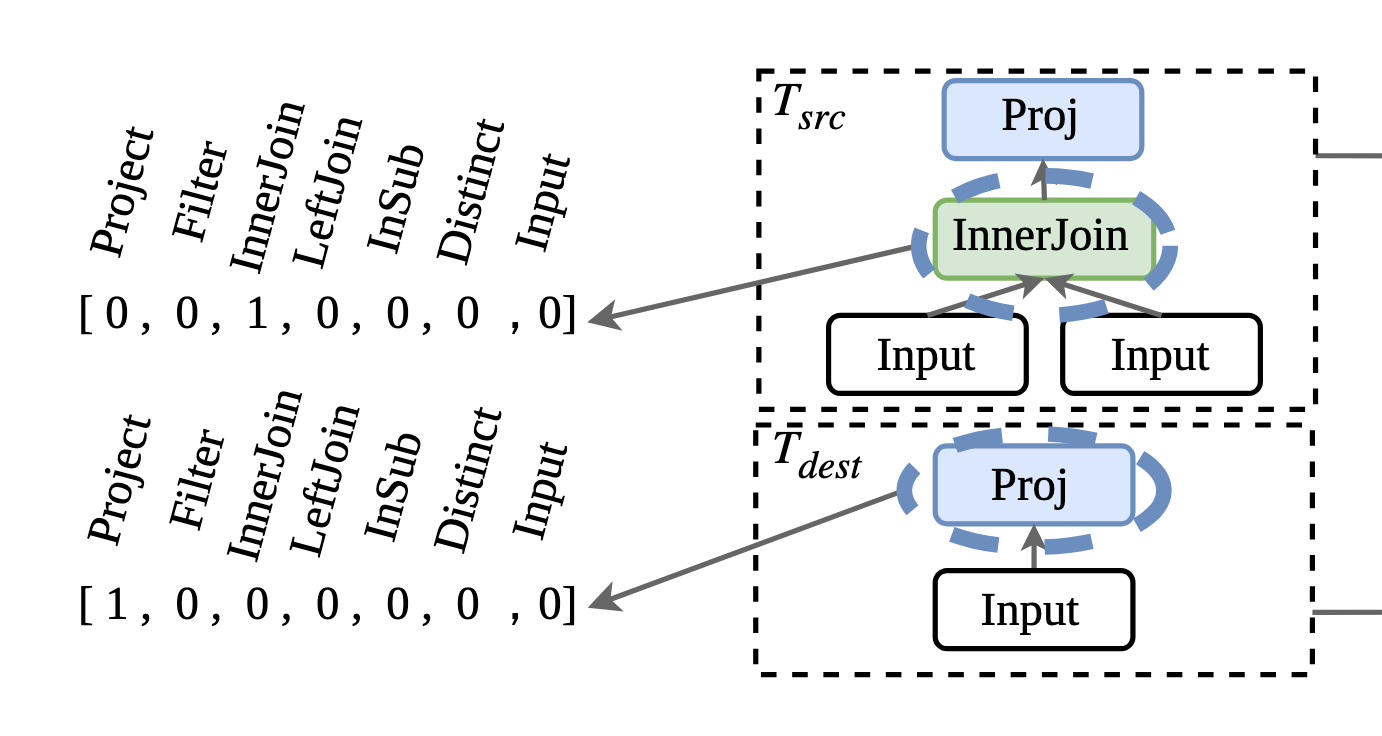 Project Filter InnerJoin LeftJoin InSub Distinct Input
[ 0 , 0 , 1 , 0 , 0 , 0 , 0]
T_src
Proj
InnerJoin
Input Input
Project Filter InnerJoin LeftJoin InSub Distinct Input
[ 1 , 0 , 0 , 0 , 0 , 0 , 0]
T_dest
Proj
Input